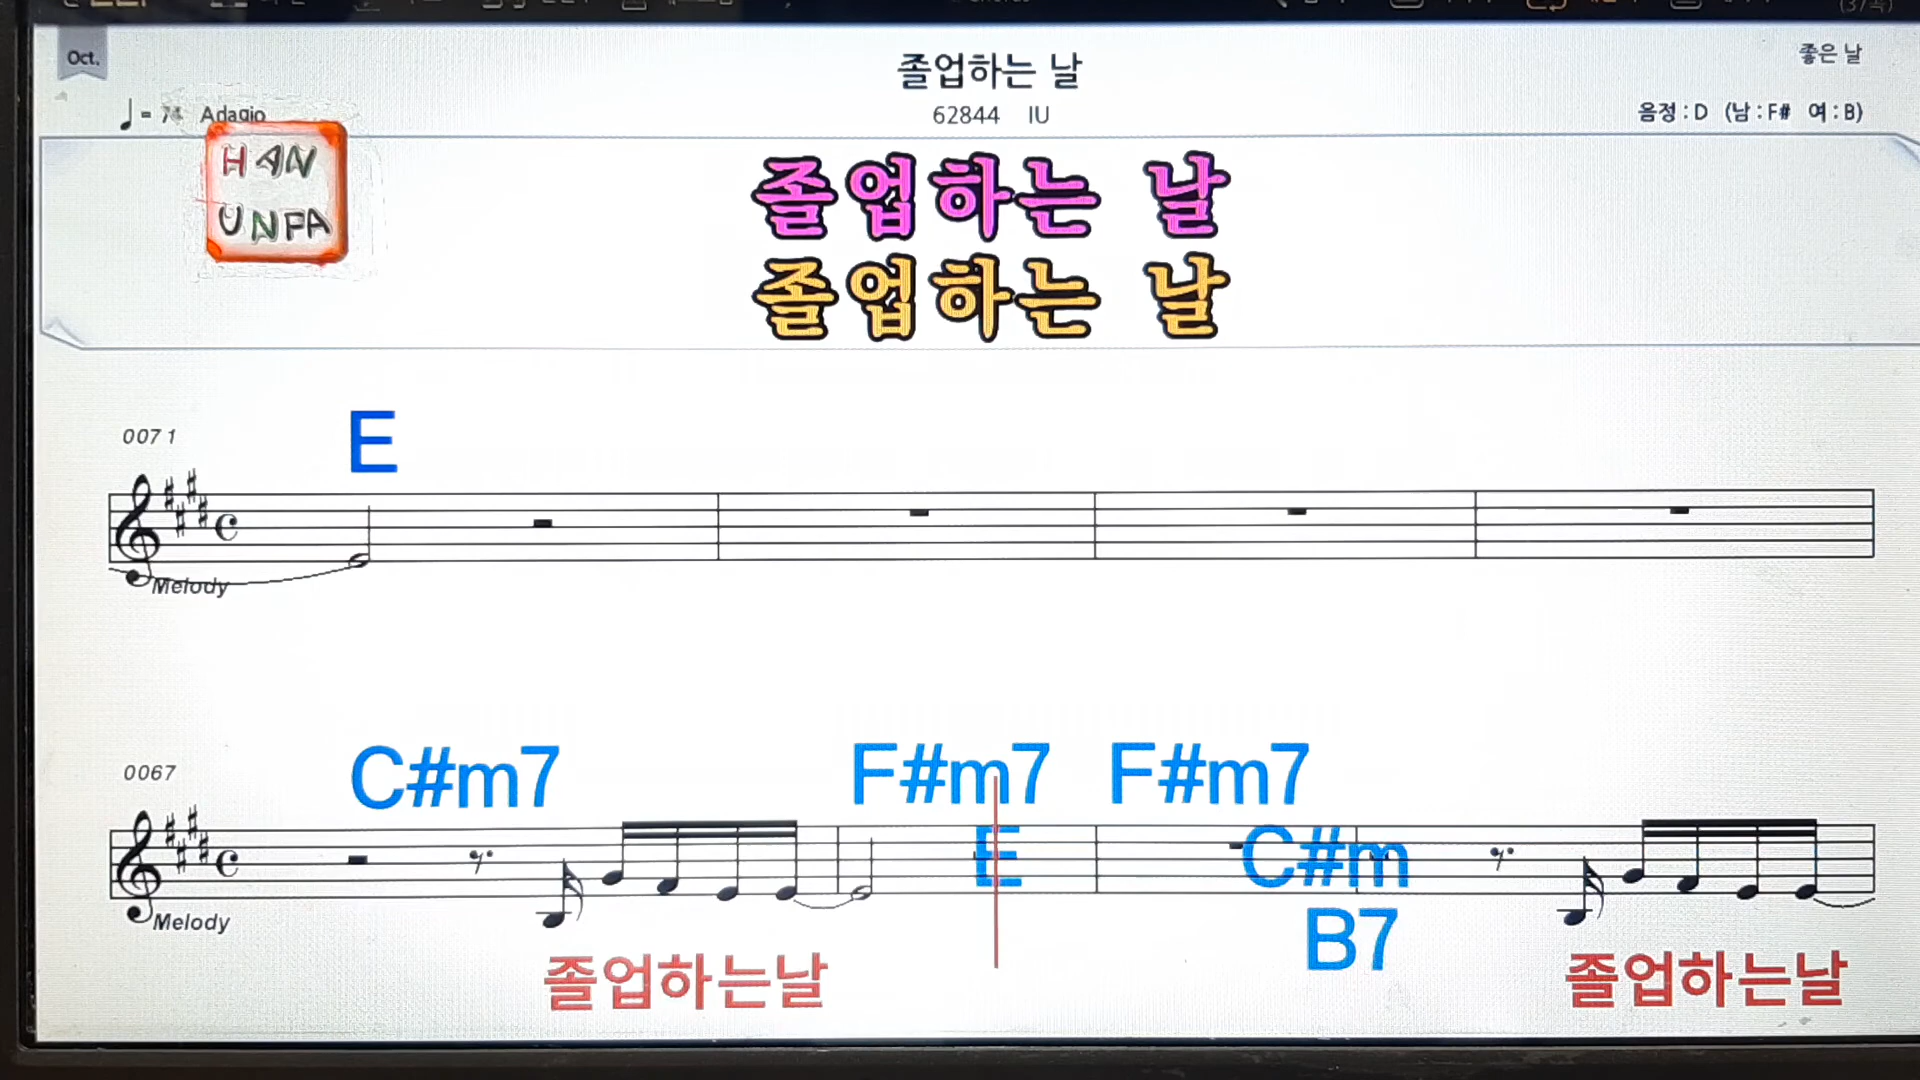 Oct.
졸업하는 날
좋은 날
= 74 Adagio
62844 IU
음정 : D (남 : F# 여 : B)
HAN
UNFA
졸업하는 날
졸업하는 날
E
0071
Melody
C#m7 F#m7 F#m7
0067
E C#m
B7
Melody
졸업하는날 졸업하는날